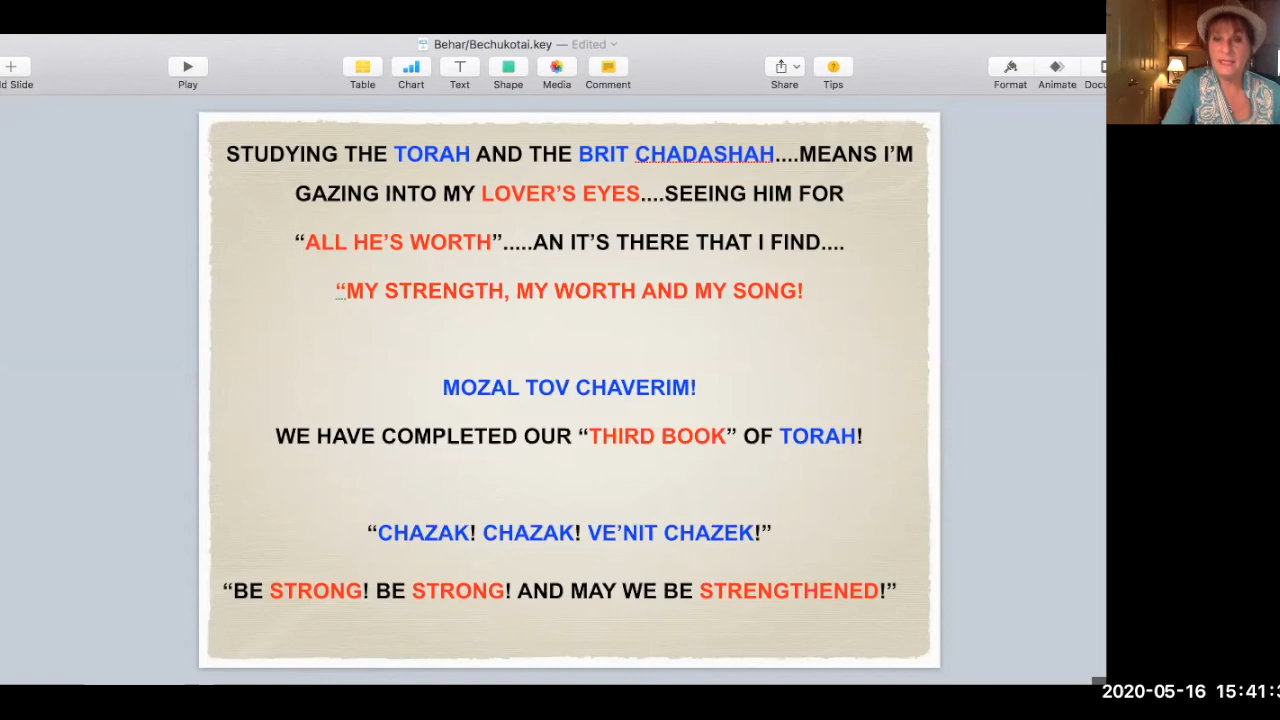 Behar/Bechukotai.key — Edited
d Slide
Play
Table
Chart
Text
Shape
Media
Comment
Share
Tips
Format
Animate
Docu
STUDYING THE TORAH AND THE BRIT CHADASHAH....MEANS I’M
GAZING INTO MY LOVER’S EYES....SEEING HIM FOR
“ALL HE’S WORTH”.....AN IT’S THERE THAT I FIND....
“MY STRENGTH, MY WORTH AND MY SONG!
MOZAL TOV CHAVERIM!
WE HAVE COMPLETED OUR “THIRD BOOK” OF TORAH!
“CHAZAK! CHAZAK! VE’NIT CHAZEK!”
“BE STRONG! BE STRONG! AND MAY WE BE STRENGTHENED!”
2020-05-16 15:41:3